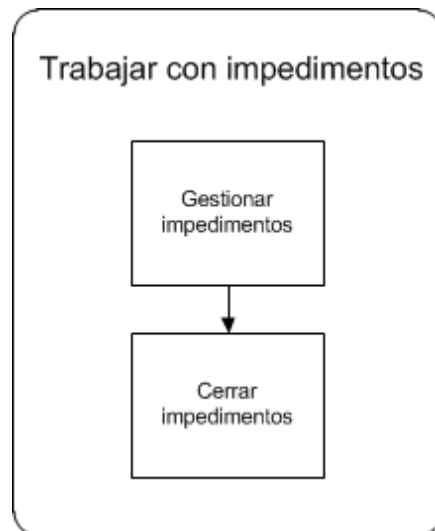 Trabajar con impedimentos
Gestionar
impedimentos
Cerrar
impedimentos